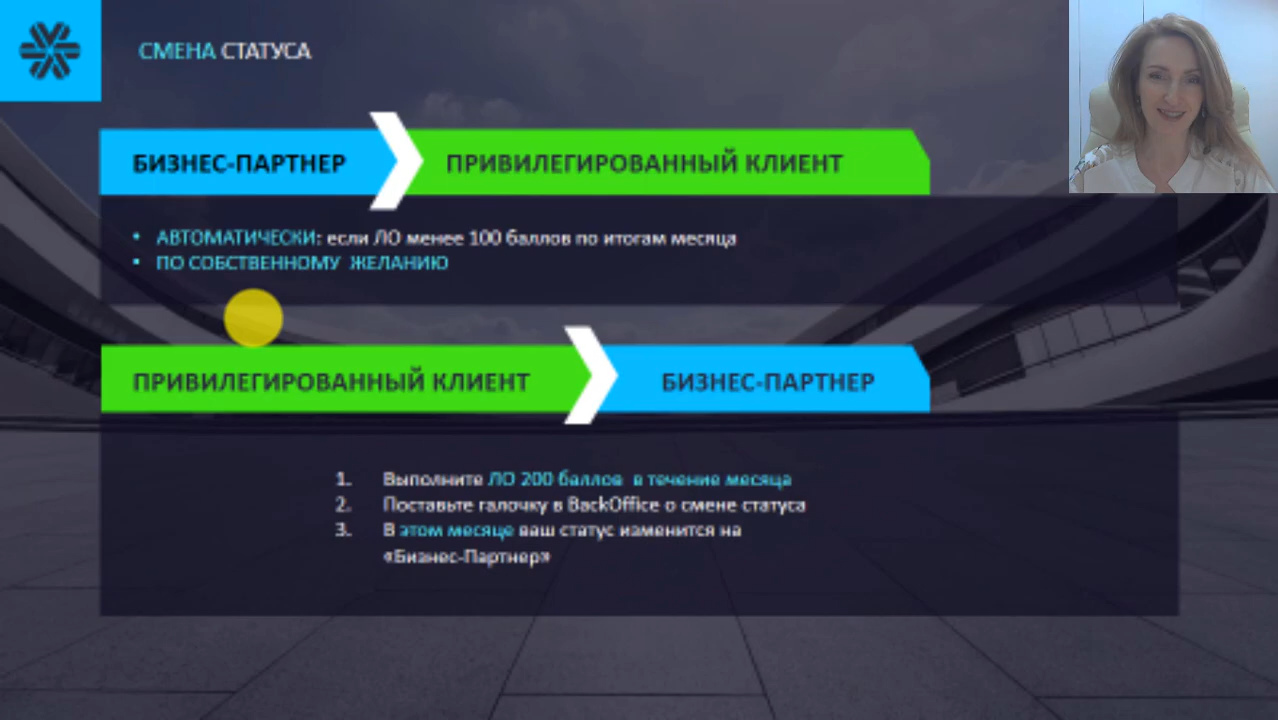 СМЕНА СТАТУСА
БИЗНЕС-ПАРТНЕР
ПРИВИЛЕГИРОВАННЫЙ КЛИЕНТ
• АВТОМАТИЧЕСКИ: если ЛО менее 100 баллов по итогам месяца
• ПО СОБСТВЕННОМУ ЖЕЛАНИЮ
ПРИВИЛЕГИРОВАННЫЙ КЛИЕНТ
БИЗНЕС-ПАРТНЕР
1. Выполните ЛО 200 баллов в течение месяца
2. Поставьте галочку в BackOffice о смене статуса
3. В этом месяце ваш статус изменится на
«Бизнес-Партнер»